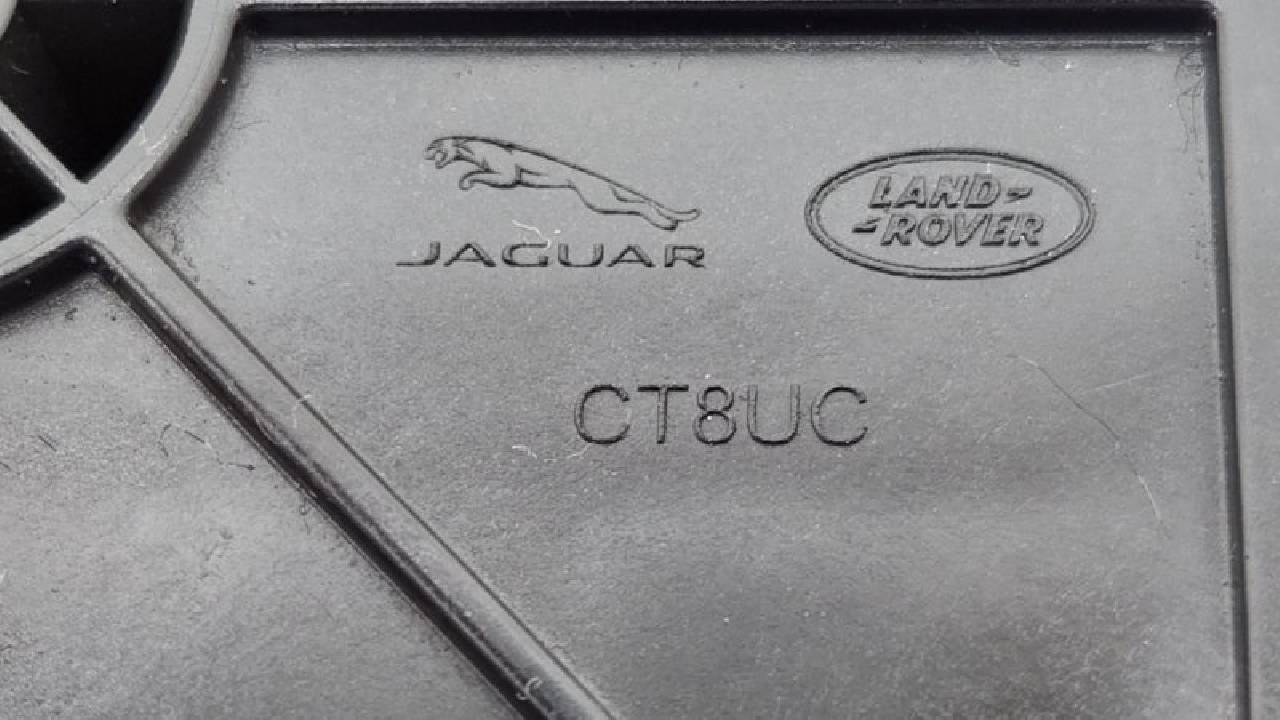 JAGUAR
LAND-
-ROVER
CT8UC